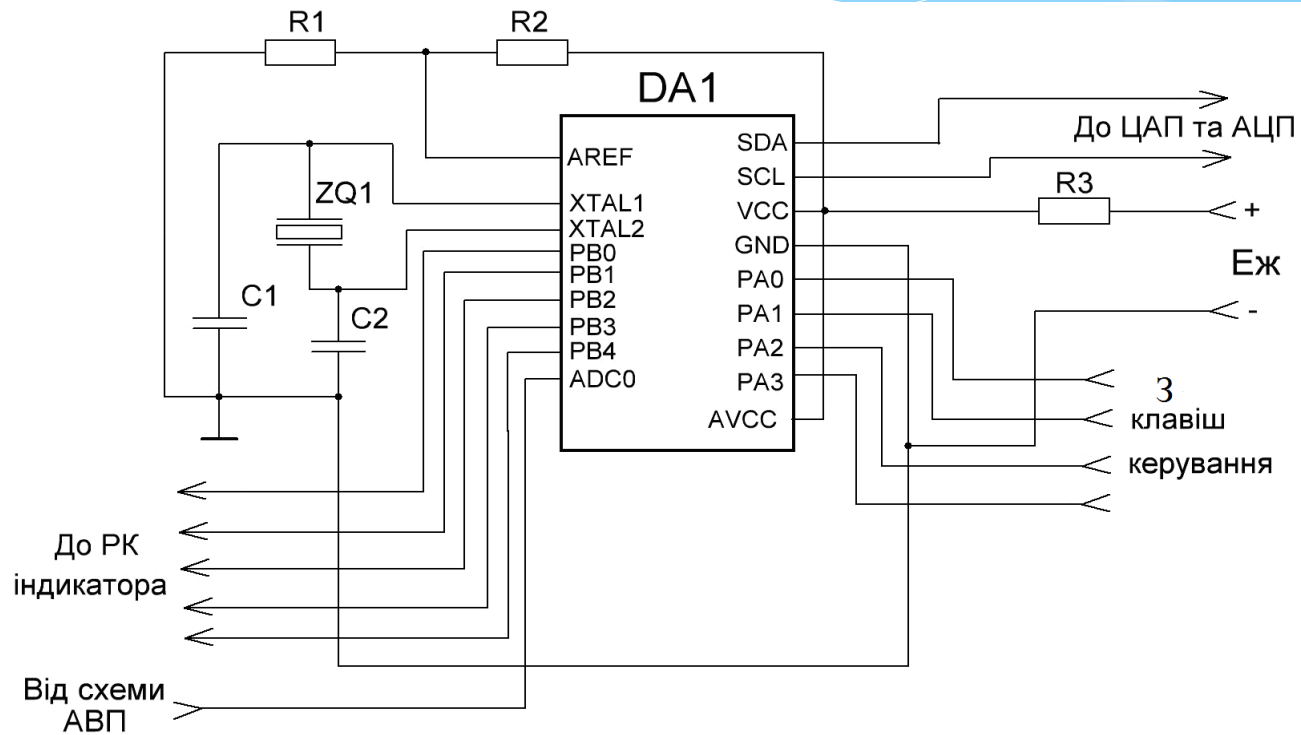 R1
R2
DA1
AREF
XTAL1
XTAL2
PB0
PB1
PB2
PB3
PB4
ADC0
SDA
SCL
VCC
GND
PA0
PA1
PA2
PA3
AVCC
ZQ1
C1
C2
До ЦАП та АЦП
R3
+
Еж
-
З
клавіш
керування
До РК
індикатора
Від схеми
АВП